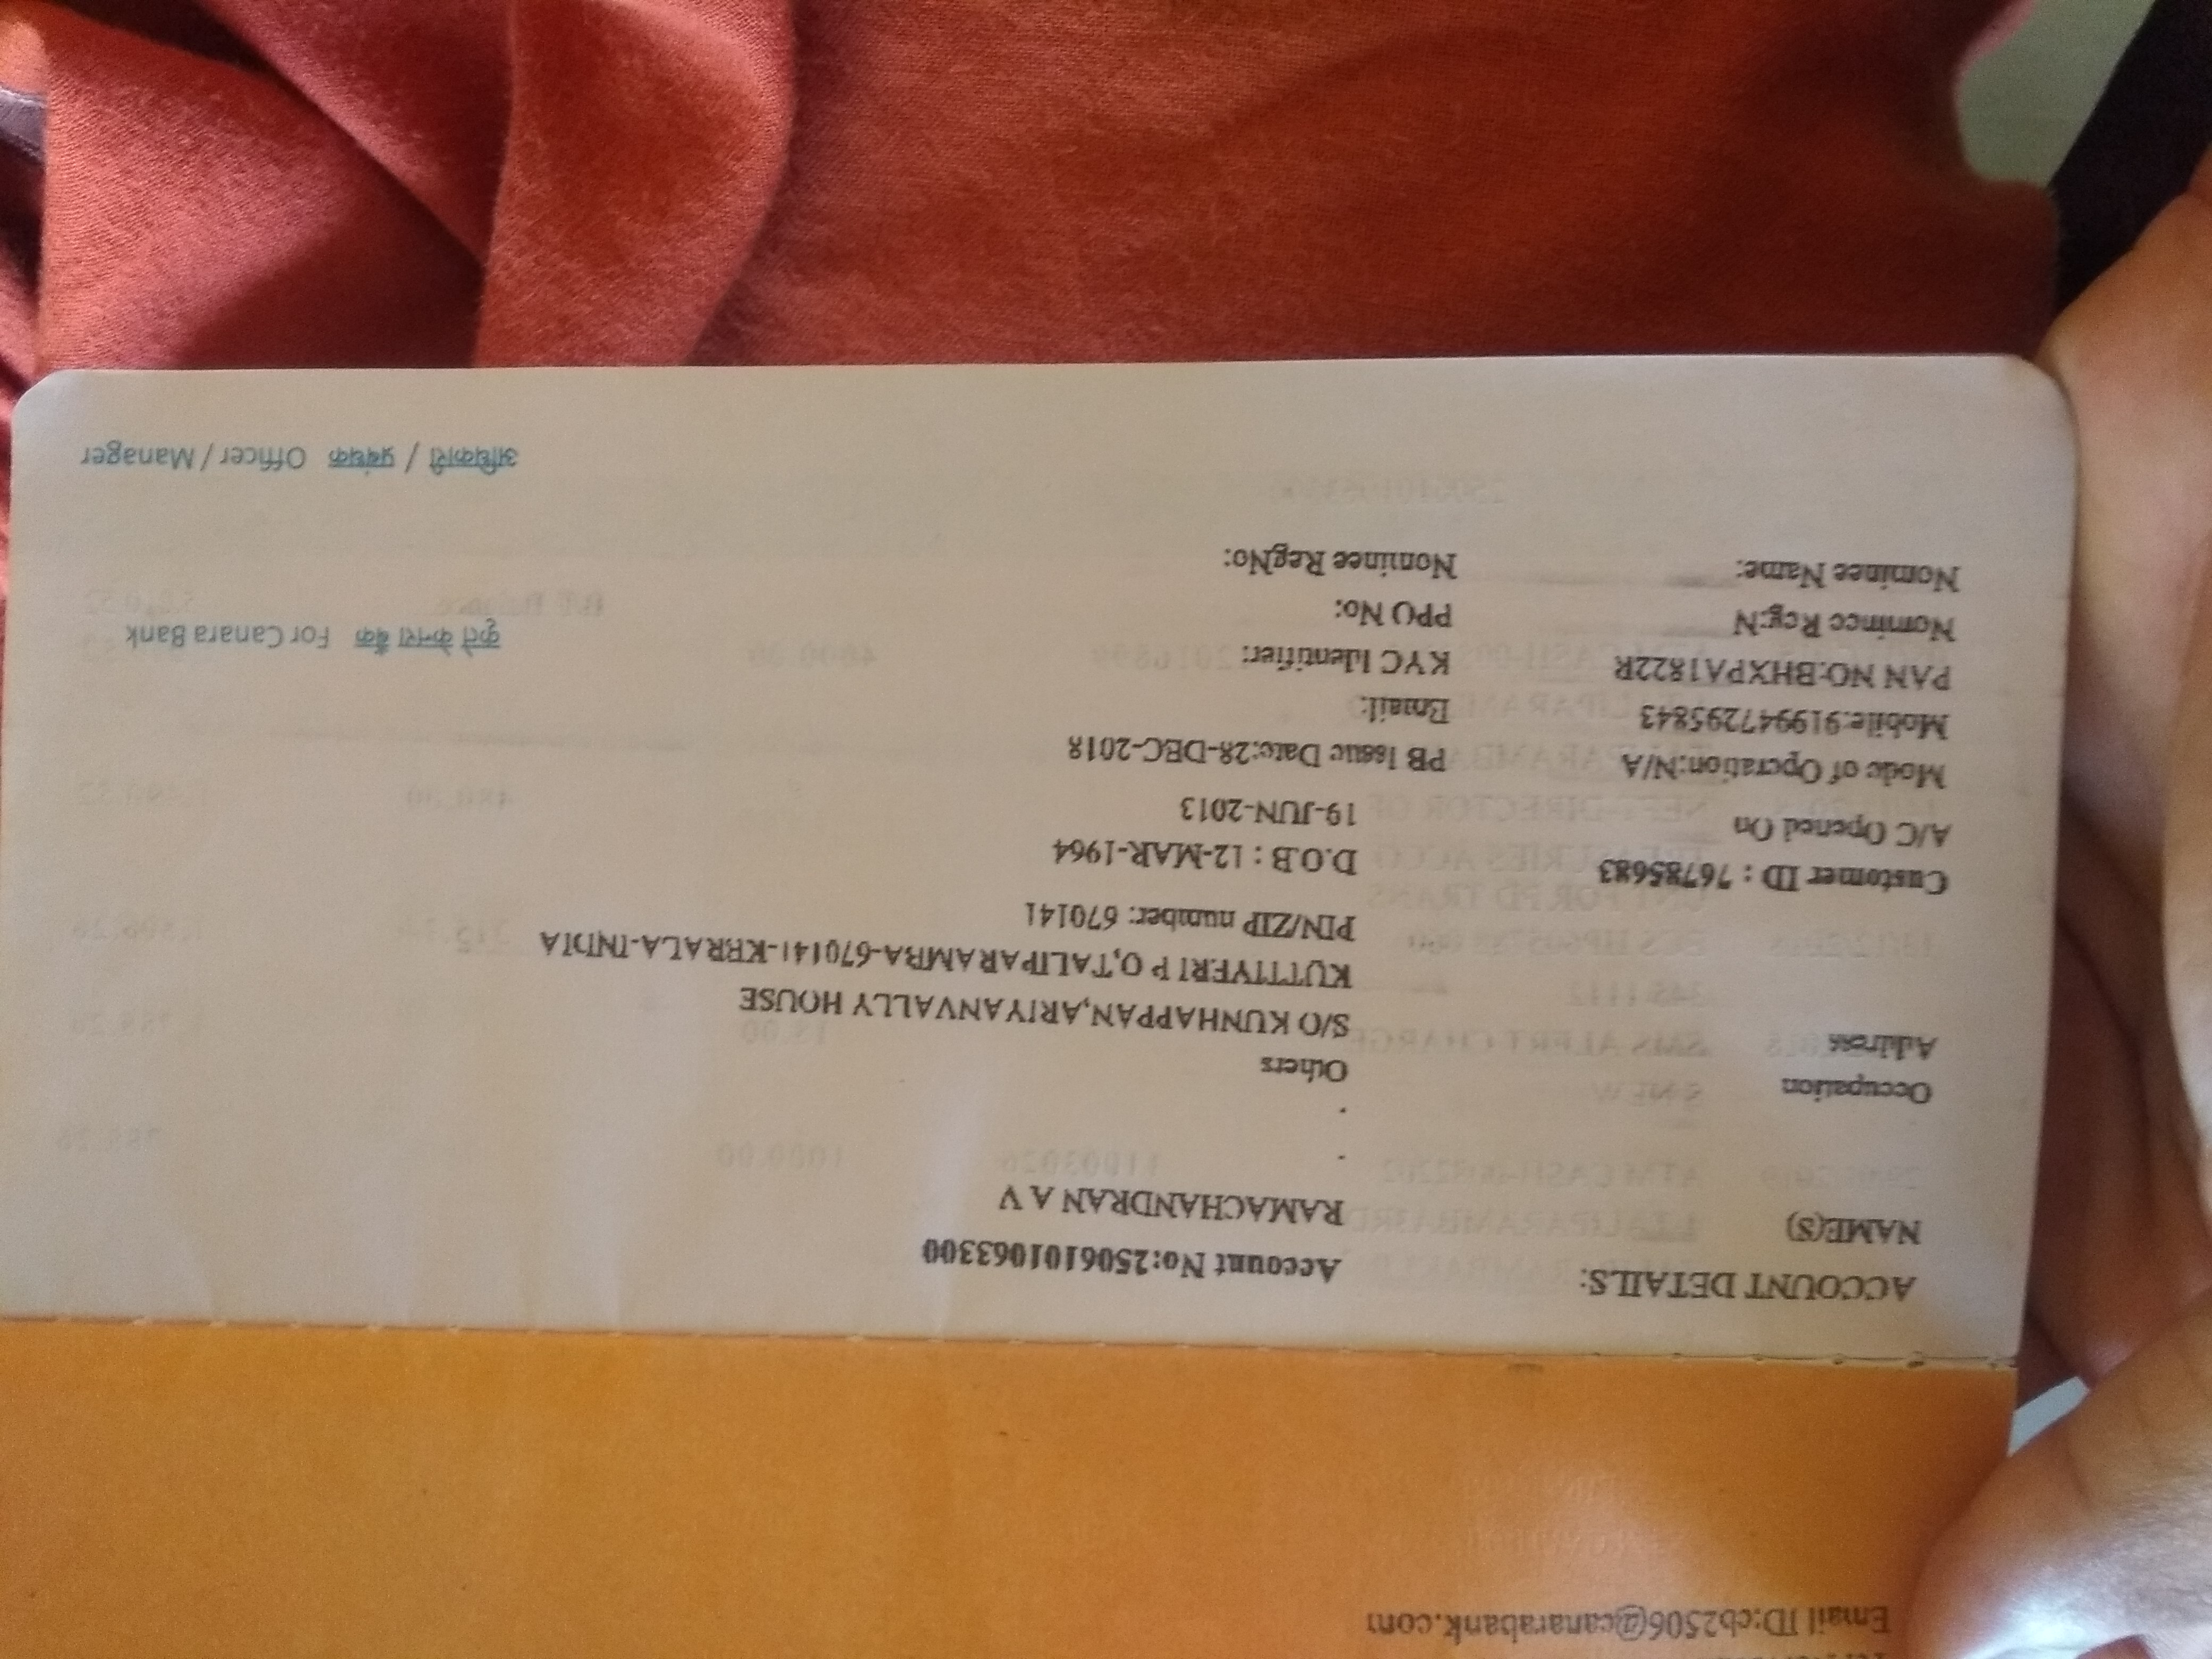 Email ID:cb2506@canarabank.com
ACCOUNT DETAILS: Account No:2506101063300
NAME(S) RAMACHANDRAN A V
.
.
Occupation Others
Address S/O KUNHAPPAN,ARIYANVALLY HOUSE
KUTTIYERI P O,TALIPARAMBA-670141-KERALA-INDIA
PIN/ZIP number: 670141
Customer ID : 76785683 D.O.B : 12-MAR-1964
A/C Opened On 19-JUN-2013
Mode of Operation:N/A PB Issue Date:28-DEC-2018
Mobile:919947295843 Email:
PAN NO:BHXPA1822R KYC Identifier:
Nominee Reg:N PPO No:
Nominee Name: Nominee RegNo:
कृते केनरा बैंक For Canara Bank
अधिकारी / प्रबंधक Officer / Manager